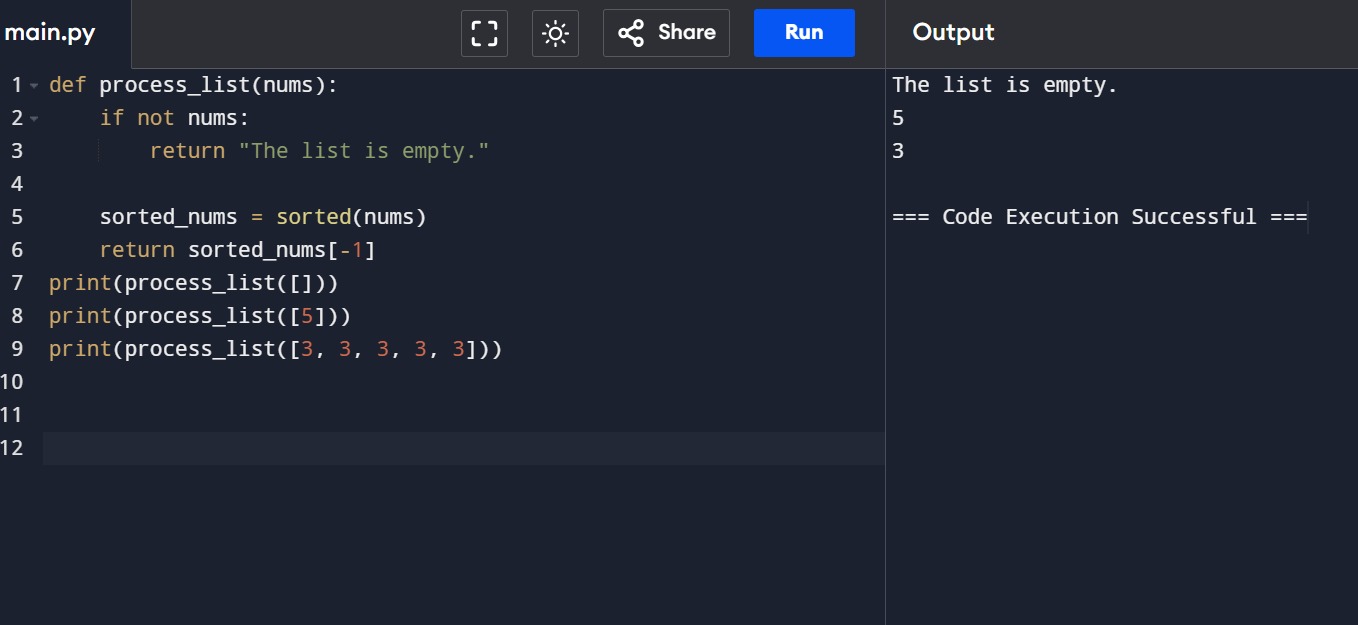 main.py
Share
Run
Output
1 def process_list(nums):
2     if not nums:
3         return "The list is empty."
4
5     sorted_nums = sorted(nums)
6     return sorted_nums[-1]
7 print(process_list([]))
8 print(process_list([5]))
9 print(process_list([3, 3, 3, 3, 3]))
10
11
12
The list is empty.
5
3
=== Code Execution Successful ===